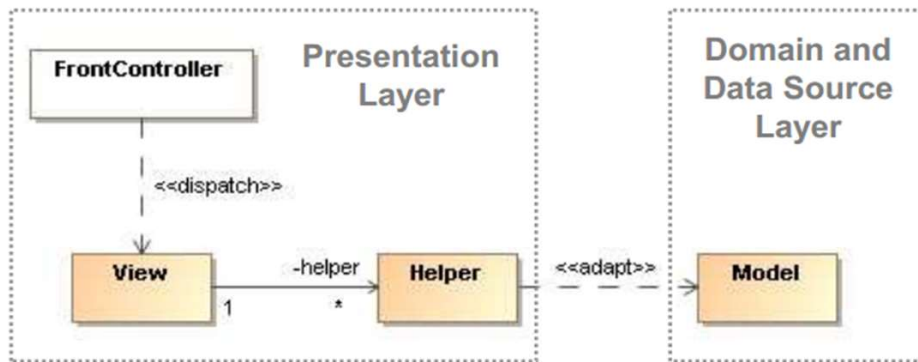 FrontController
Presentation
Layer
Domain and
Data Source
Layer
<<dispatch>>
View
-helper
1
*
Helper
<<adapt>>
Model